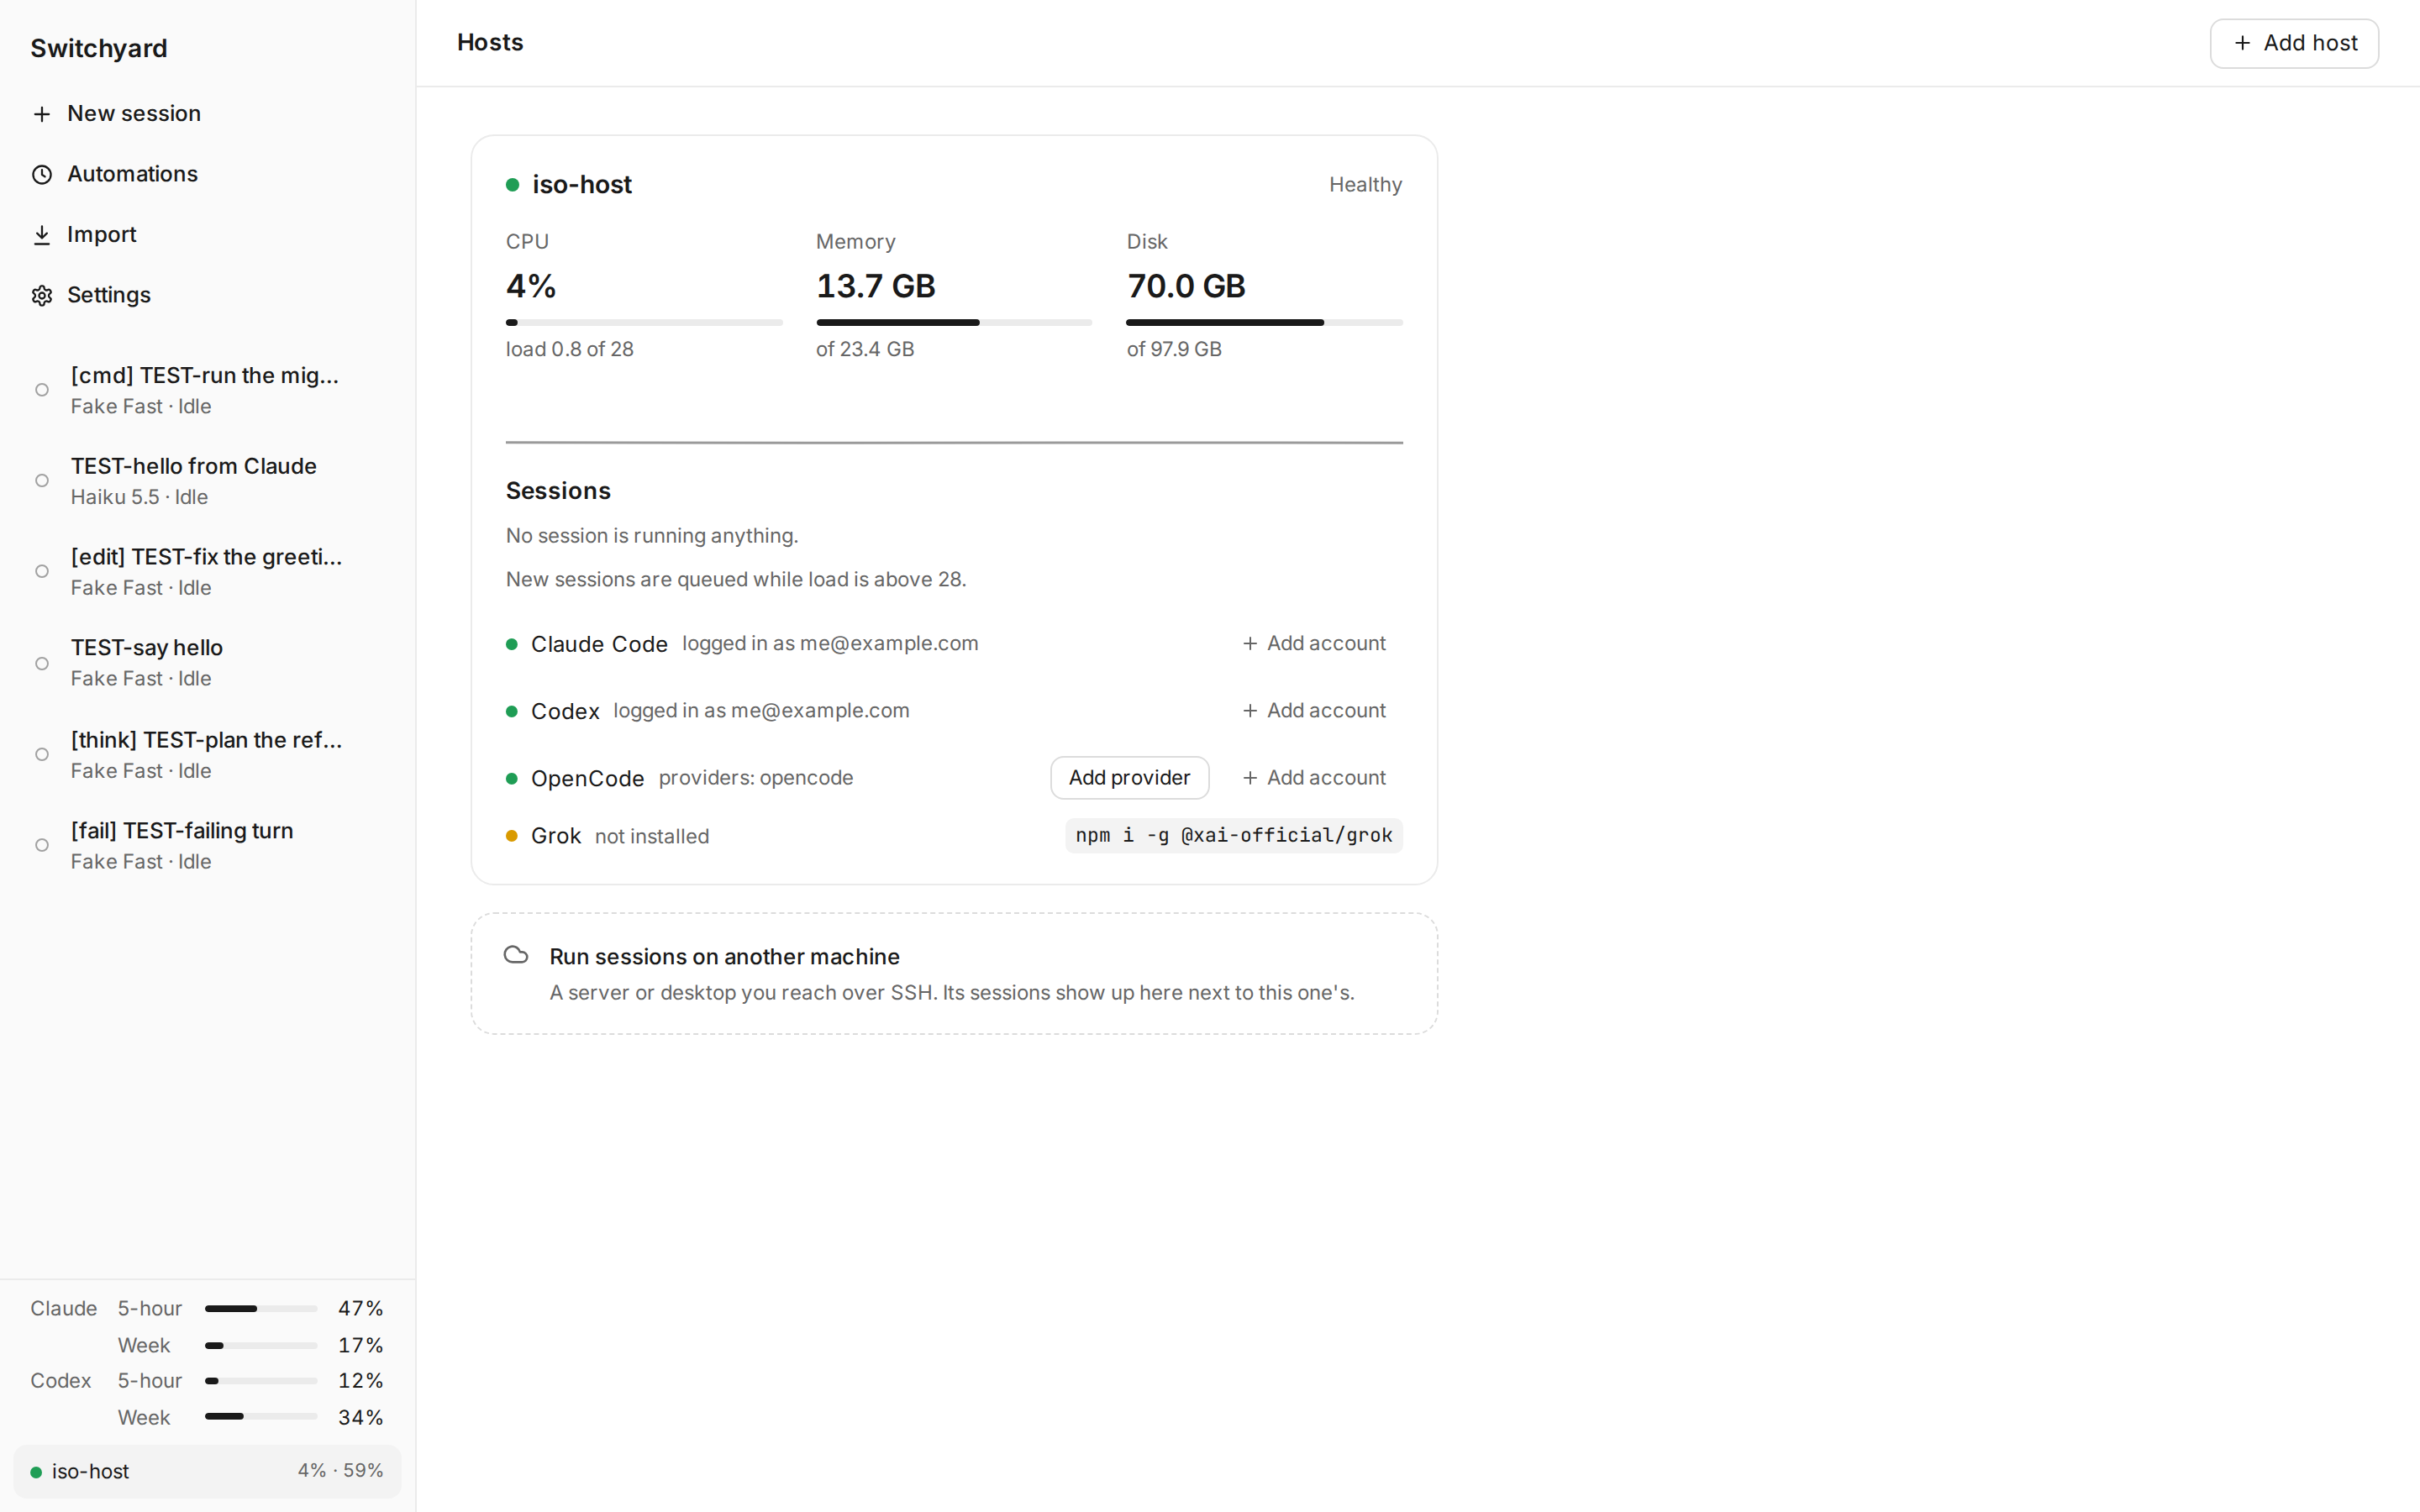 Switchyard
New session
Automations
Import
Settings
[cmd] TEST-run the mig...
Fake Fast · Idle
TEST-hello from Claude
Haiku 5.5 · Idle
[edit] TEST-fix the greeti...
Fake Fast · Idle
TEST-say hello
Fake Fast · Idle
[think] TEST-plan the ref...
Fake Fast · Idle
[fail] TEST-failing turn
Fake Fast · Idle
Claude 5-hour 47%
Week 17%
Codex 5-hour 12%
Week 34%
iso-host 4% · 59%
Hosts
+ Add host
iso-host Healthy
CPU Memory Disk
4% 13.7 GB 70.0 GB
load 0.8 of 28 of 23.4 GB of 97.9 GB
Sessions
No session is running anything.
New sessions are queued while load is above 28.
Claude Code logged in as me@example.com + Add account
Codex logged in as me@example.com + Add account
OpenCode providers: opencode Add provider + Add account
Grok not installed npm i -g @xai-official/grok
Run sessions on another machine
A server or desktop you reach over SSH. Its sessions show up here next to this one's.